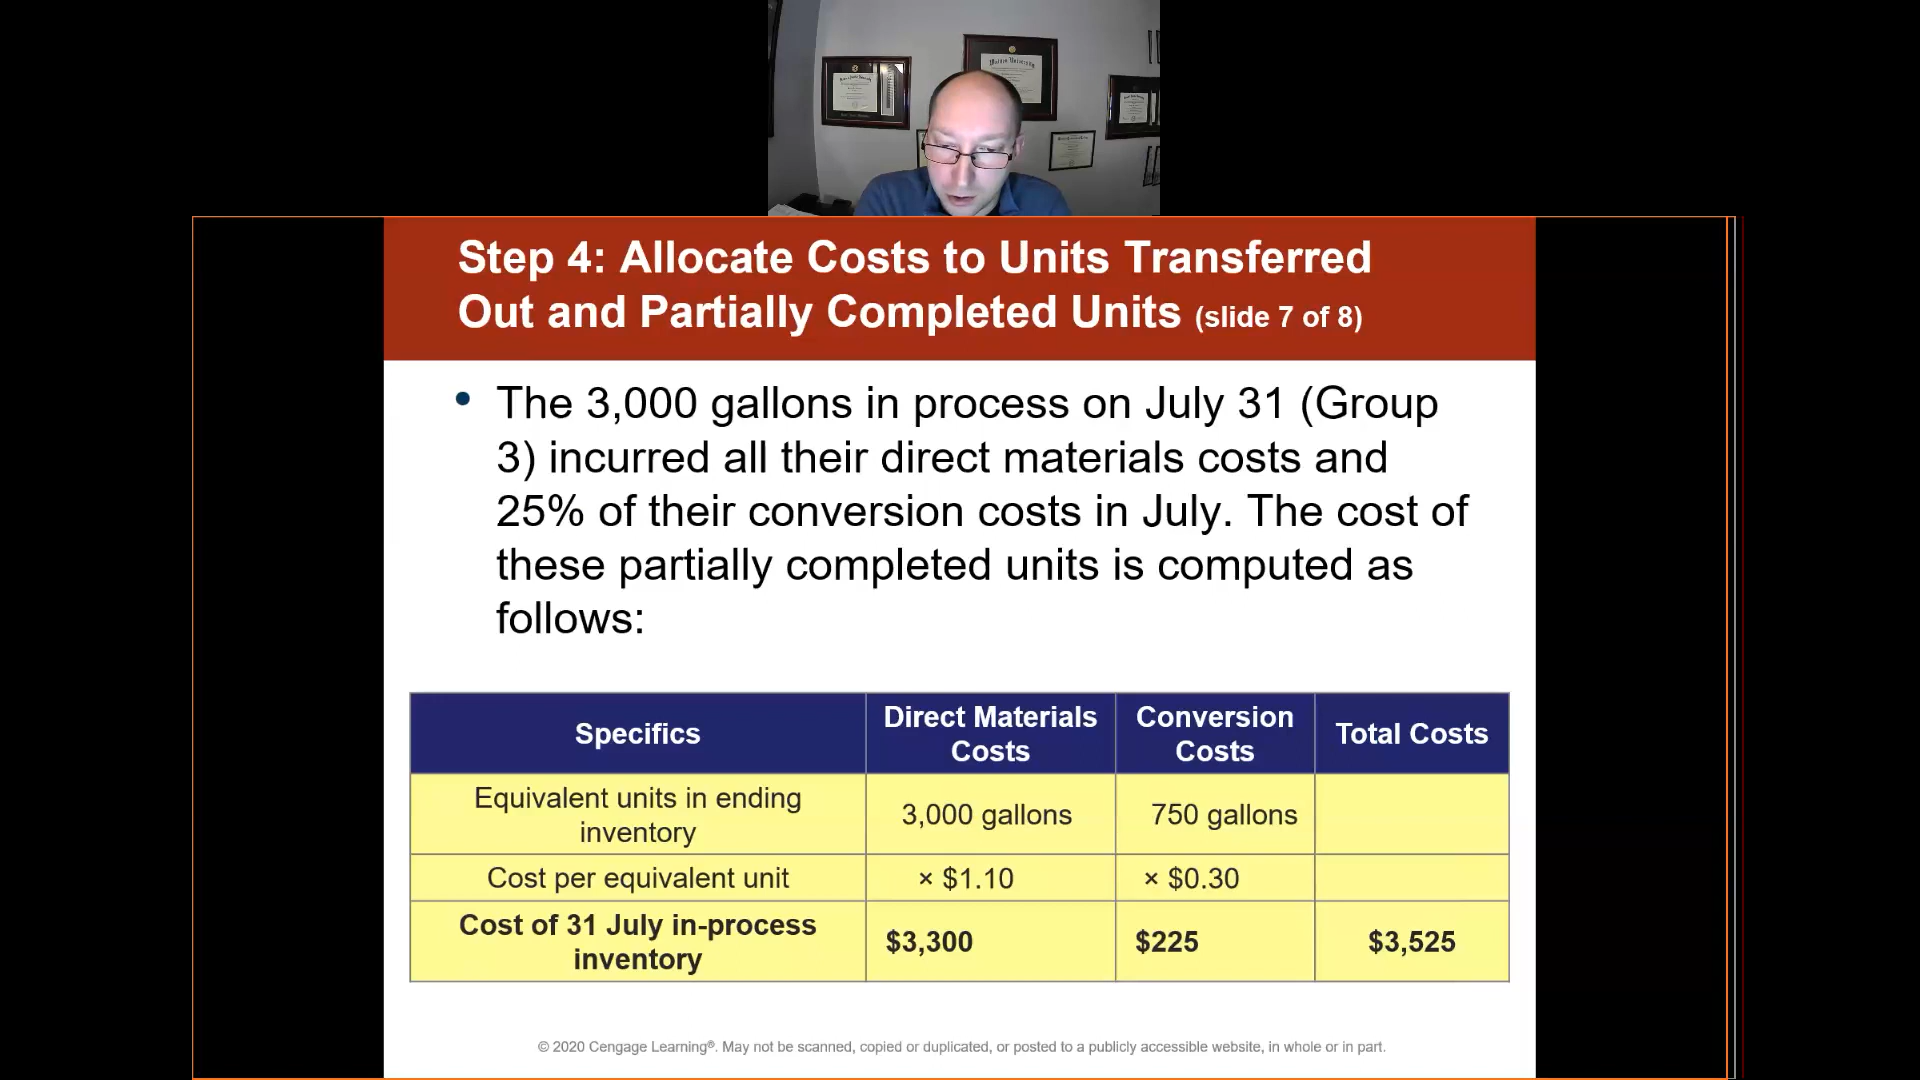 Step 4: Allocate Costs to Units Transferred
Out and Partially Completed Units (slide 7 of 8)
• The 3,000 gallons in process on July 31 (Group
3) incurred all their direct materials costs and
25% of their conversion costs in July. The cost of
these partially completed units is computed as
follows:
Specifics
Direct Materials
Costs
Conversion
Costs
Total Costs
Equivalent units in ending
inventory
3,000 gallons
750 gallons
Cost per equivalent unit
× $1.10
× $0.30
Cost of 31 July in-process
inventory
$3,300
$225
$3,525
© 2020 Cengage Learning®. May not be scanned, copied or duplicated, or posted to a publicly accessible website, in whole or in part.